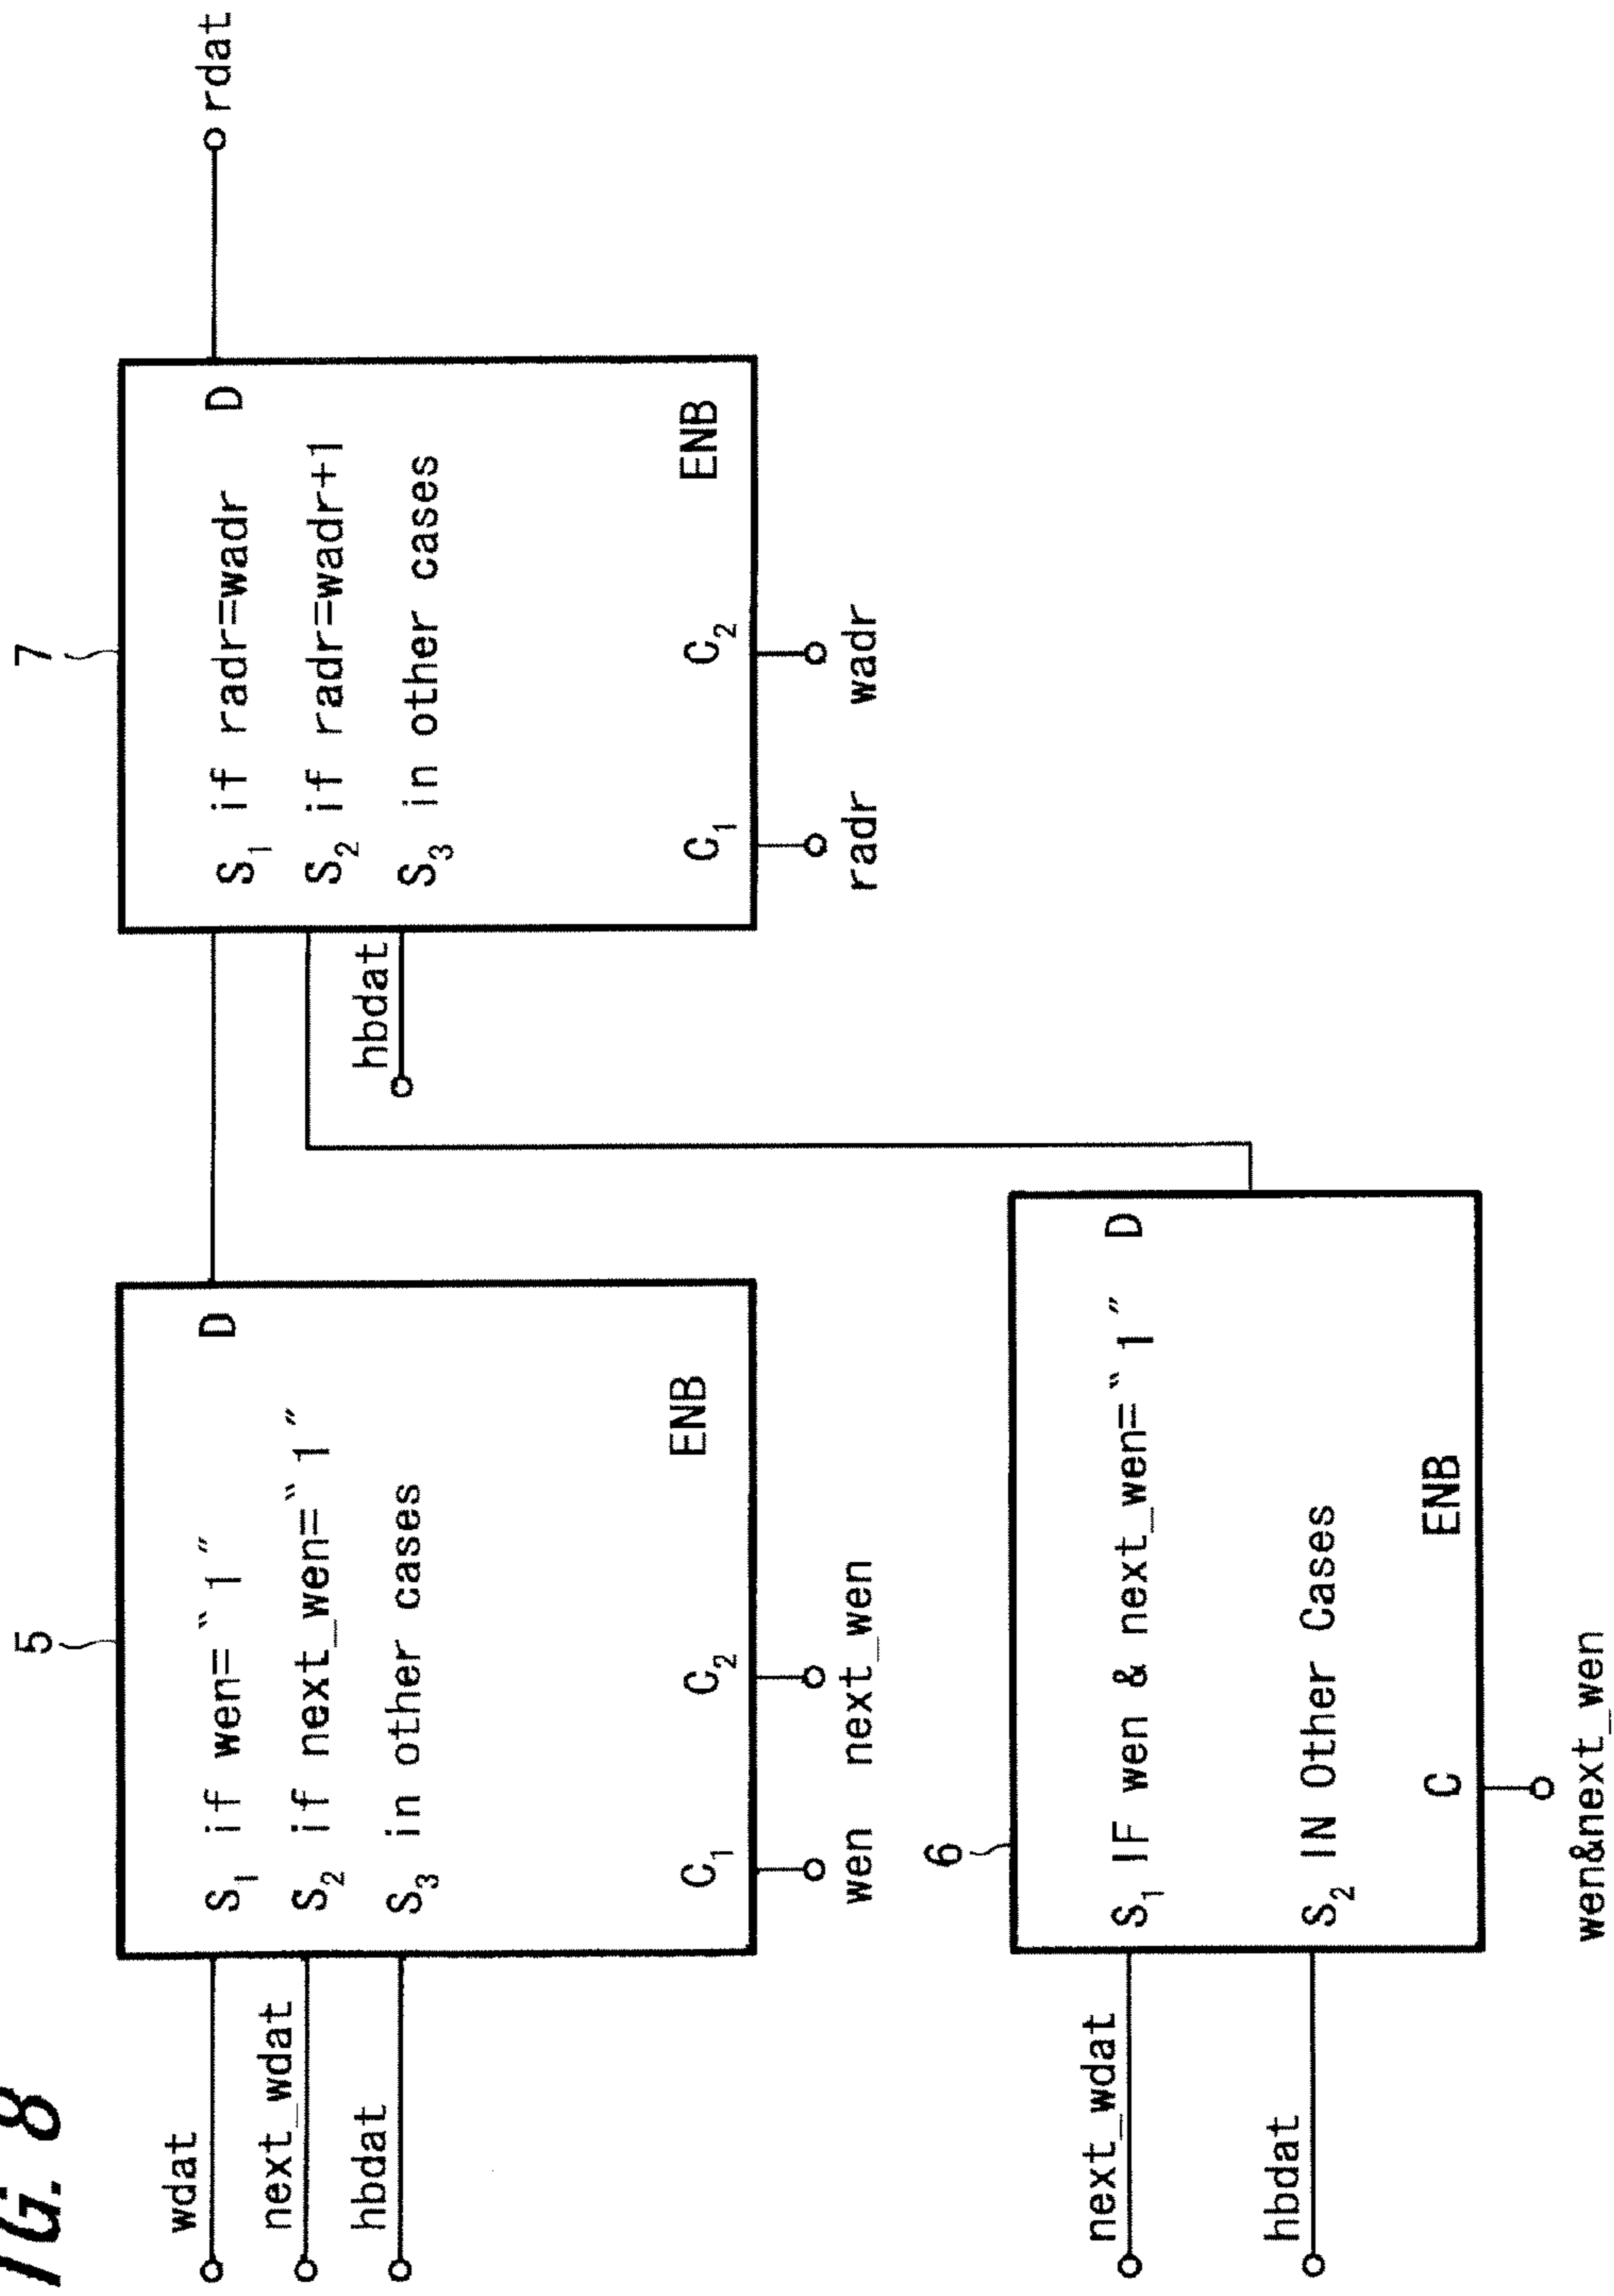 FIG. 8
5
wdat
next_wdat
hbdat
S1 if wen=“1”
S2 if next_wen=“1”
S3 in other cases
D
C1
C2
ENB
wen
next_wen
7
hbdat
S1 if radr=wadr
S2 if radr=wadr+1
S3 in other cases
D
C1
C2
ENB
radr
wadr
rdat
6
next_wdat
hbdat
S1 IF wen & next_wen=“1”
S2 IN Other Cases
D
C
ENB
wen&next_wen